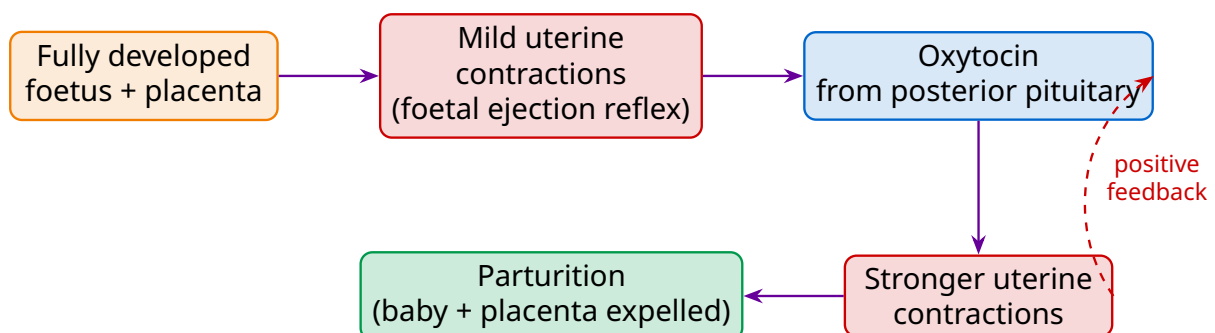 Fully developed
foetus + placenta
Mild uterine
contractions
(foetal ejection reflex)
Oxytocin
from posterior pituitary
positive
feedback
Stronger uterine
contractions
Parturition
(baby + placenta expelled)